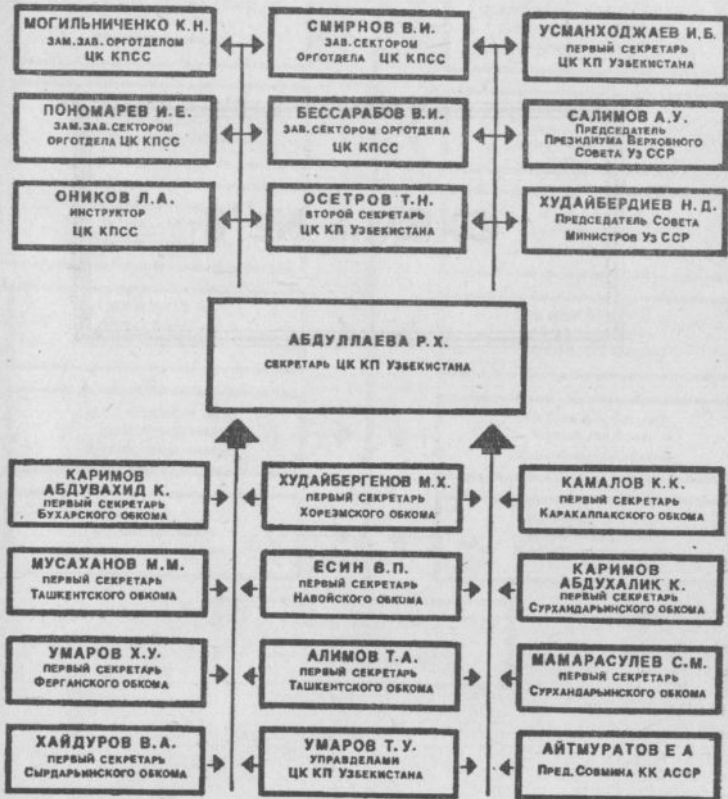 МОГИЛЬНИЧЕНКО К.Н.
ЗАМ.ЗАВ.ОРГОТДЕЛОМ
ЦК КПСС
СМИРНОВ В.И.
ЗАВ.СЕКТОРОМ
ОРГОТДЕЛА ЦК КПСС
УСМАНХОДЖАЕВ И.Б.
ПЕРВЫЙ СЕКРЕТАРЬ
ЦК КП УЗБЕКИСТАНА
ПОНОМАРЕВ И.Е.
ЗАМ.ЗАВ.СЕКТОРОМ
ОРГОТДЕЛА ЦК КПСС
БЕССАРАБОВ В.И.
ЗАВ.СЕКТОРОМ ОРГОТДЕЛА
ЦК КПСС
САЛИМОВ А.У.
ПРЕДСЕДАТЕЛЬ
ПРЕЗИДИУМА ВЕРХОВНОГО
СОВЕТА УЗ ССР
ОНИКОВ Л.А.
ИНСТРУКТОР
ЦК КПСС
ОСЕТРОВ Т.Н.
ВТОРОЙ СЕКРЕТАРЬ
ЦК КП УЗБЕКИСТАНА
ХУДАЙБЕРДИЕВ Н.Д.
ПРЕДСЕДАТЕЛЬ СОВЕТА
МИНИСТРОВ УЗ ССР
АБДУЛЛАЕВА Р.Х.
СЕКРЕТАРЬ ЦК КП УЗБЕКИСТАНА
КАРИМОВ
АБДУВАХИД К.
ПЕРВЫЙ СЕКРЕТАРЬ
БУХАРСКОГО ОБКОМА
ХУДАЙБЕРГЕНОВ М.Х.
ПЕРВЫЙ СЕКРЕТАРЬ
ХОРЕЗМСКОГО ОБКОМА
КАМАЛОВ К.К.
ПЕРВЫЙ СЕКРЕТАРЬ
КАРАКАЛПАКСКОГО ОБКОМА
МУСАХАНОВ М.М.
ПЕРВЫЙ СЕКРЕТАРЬ
ТАШКЕНТСКОГО ОБКОМА
ЕСИН В.П.
ПЕРВЫЙ СЕКРЕТАРЬ
НАВОЙСКОГО ОБКОМА
КАРИМОВ
АБДУХАЛИК К.
ПЕРВЫЙ СЕКРЕТАРЬ
СУРХАНДАРЬИНСКОГО ОБКОМА
УМАРОВ Х.У.
ПЕРВЫЙ СЕКРЕТАРЬ
ФЕРГАНСКОГО ОБКОМА
АЛИМОВ Т.А.
ПЕРВЫЙ СЕКРЕТАРЬ
ТАШКЕНТСКОГО ОБКОМА
МАМАРАСУЛЕВ С.М.
ПЕРВЫЙ СЕКРЕТАРЬ
СУРХАНДАРЬИНСКОГО ОБКОМА
ХАЙДУРОВ В.А.
ПЕРВЫЙ СЕКРЕТАРЬ
СЫРДАРЬИНСКОГО ОБКОМА
УМАРОВ Т.У.
УПРАВДЕЛАМИ
ЦК КП УЗБЕКИСТАНА
АЙТМУРАТОВ Е А
ПРЕД.СОВМИНА КК АССР